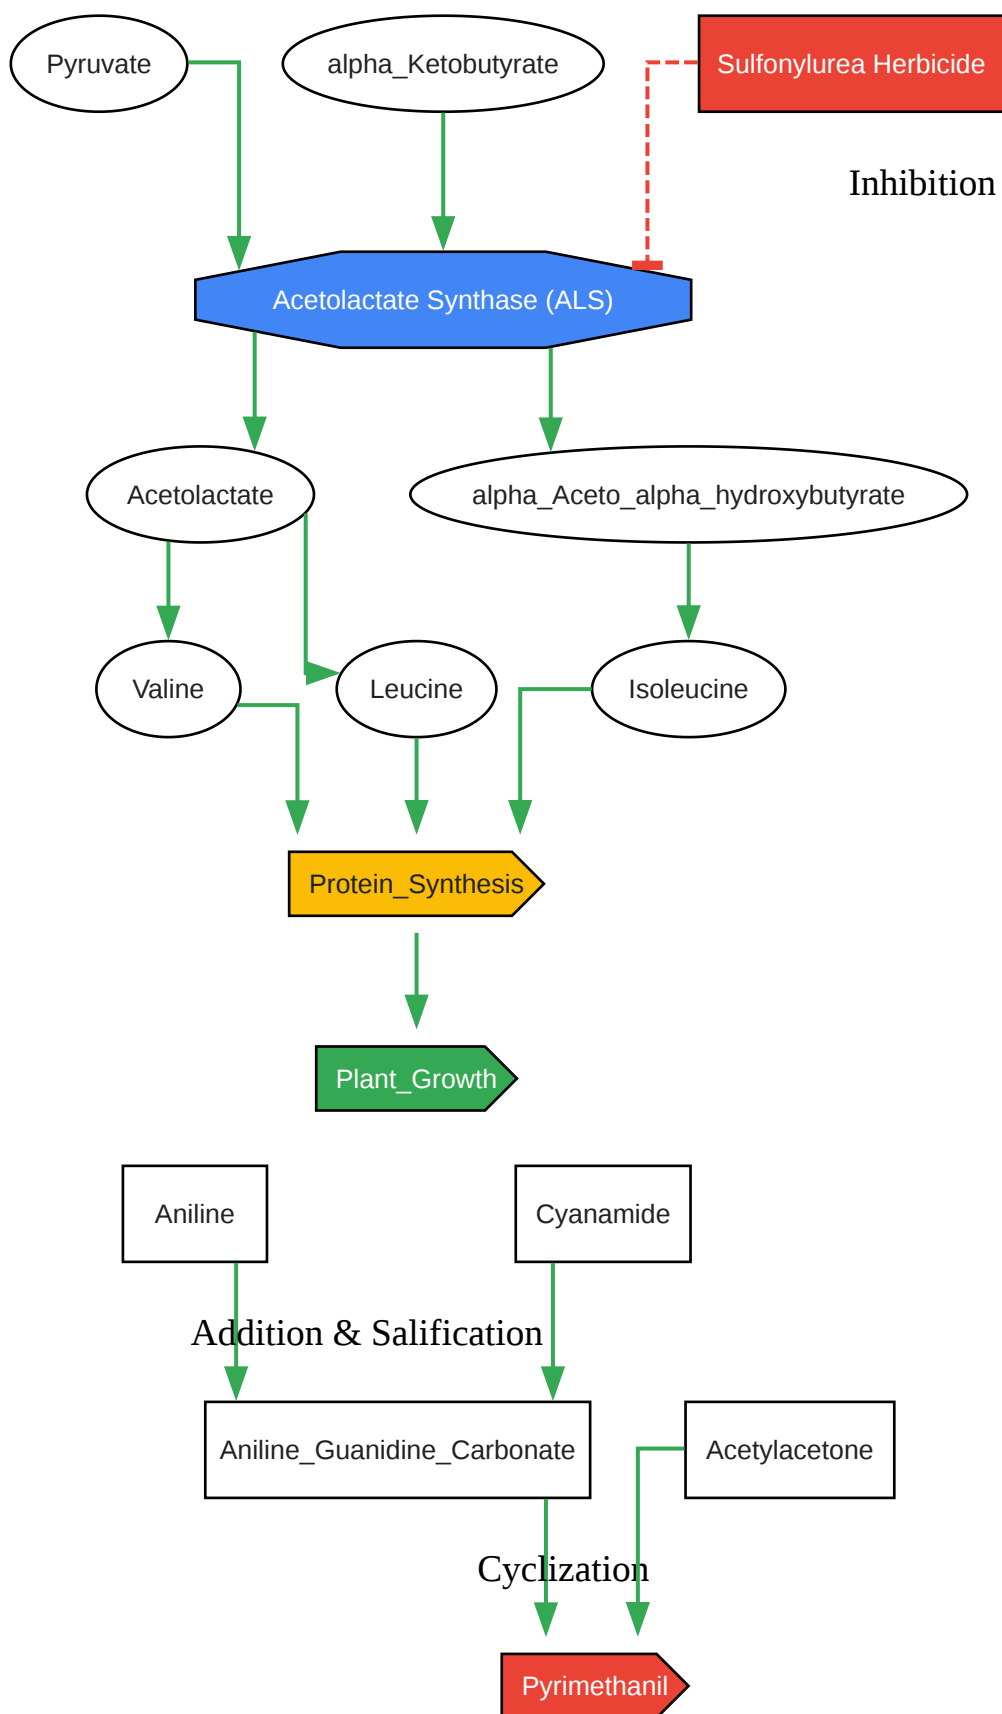 Pyruvate
alpha_Ketobutyrate
Sulfonylurea Herbicide
Inhibition
Acetolactate Synthase (ALS)
Acetolactate
alpha_Aceto_alpha_hydroxybutyrate
Valine
Leucine
Isoleucine
Protein_Synthesis
Plant_Growth
Aniline
Cyanamide
Addition & Salification
Aniline_Guanidine_Carbonate
Acetylacetone
Cyclization
Pyrimethanil